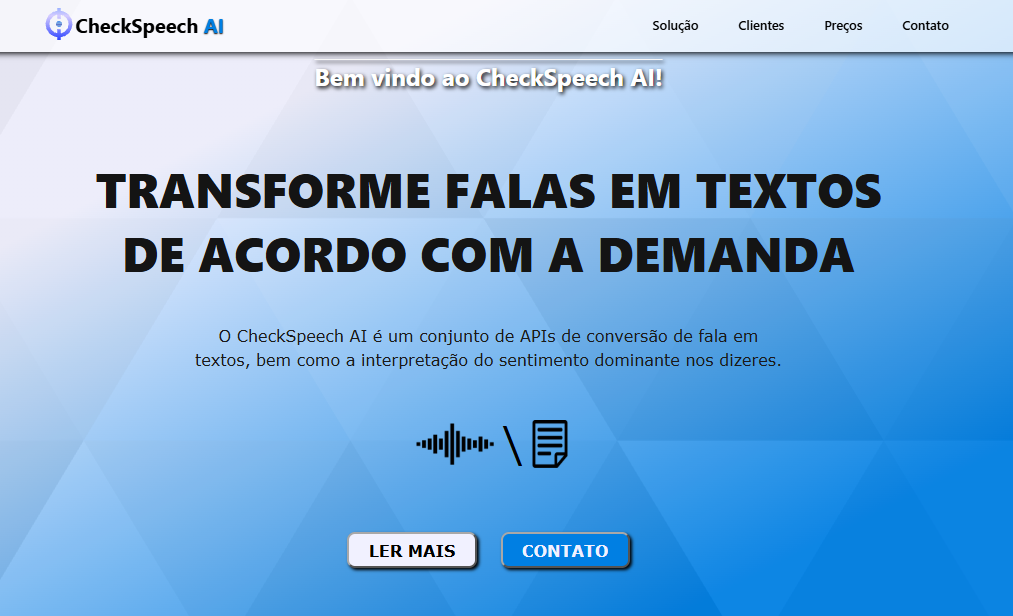 CheckSpeech AI
Solução Clientes Preços Contato
Bem vindo ao CheckSpeech AI!
TRANSFORME FALAS EM TEXTOS
DE ACORDO COM A DEMANDA
O CheckSpeech AI é um conjunto de APIs de conversão de fala em
textos, bem como a interpretação do sentimento dominante nos dizeres.
\
LER MAIS CONTATO